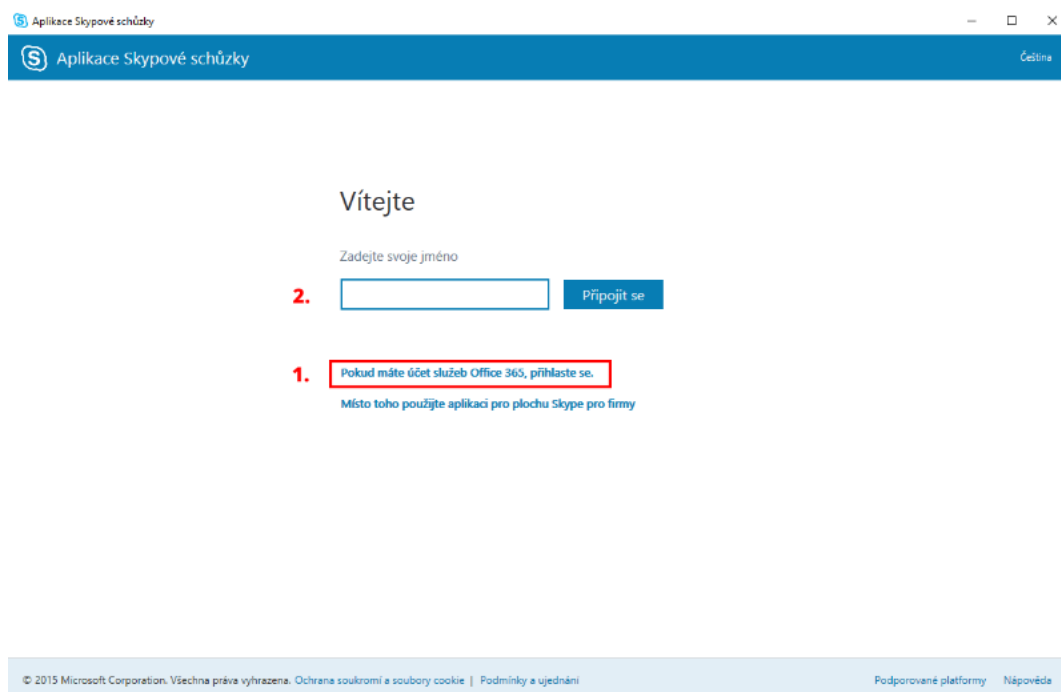 Aplikace Skypové schůzky
Aplikace Skypové schůzky
Čeština
Vítejte
Zadejte svoje jméno
2.
Připojit se
1. Pokud máte účet služeb Office 365, přihlaste se.
Místo toho použijte aplikaci pro plochu Skype pro firmy
© 2015 Microsoft Corporation. Všechna práva vyhrazena. Ochrana soukromí a soubory cookie | Podmínky a ujednání
Podporované platformy Nápověda